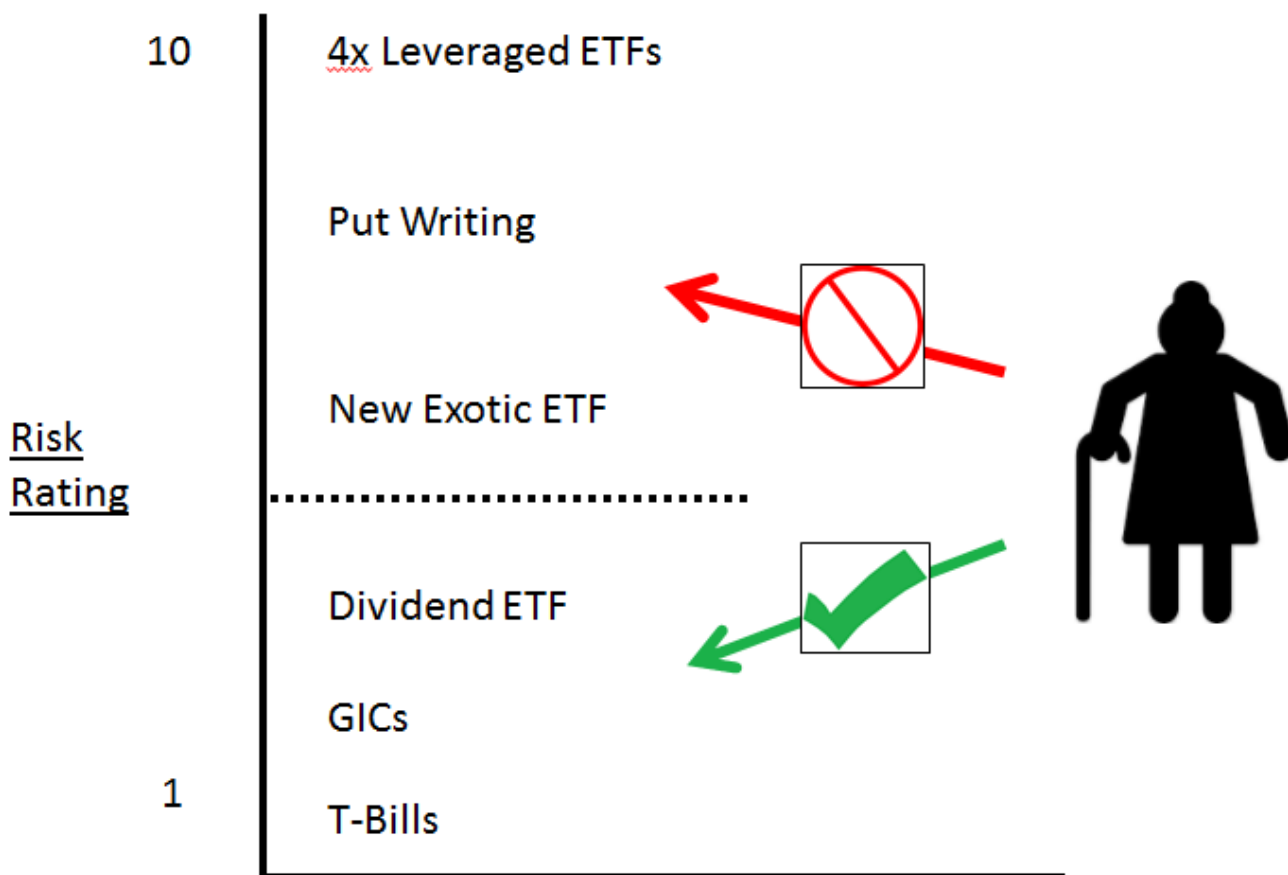 10
4x Leveraged ETFs
Put Writing
New Exotic ETF
Risk
Rating
Dividend ETF
GICs
1
T-Bills